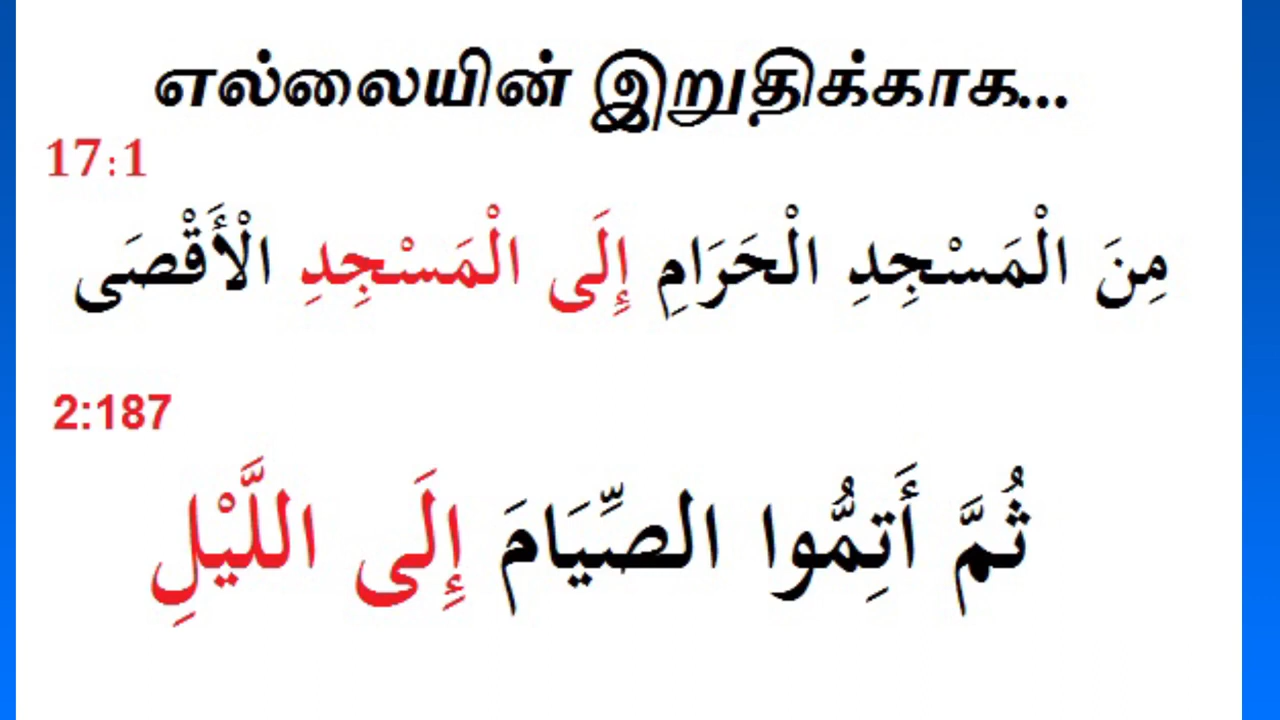 எல்லையின் இறுதிக்காக...
17:1
مِنَ الْمَسْجِدِ الْحَرَامِ إِلَى الْمَسْجِدِ الْأَقْصَى
2:187
ثُمَّ أَتِمُّوا الصِّيَامَ إِلَى اللَّيْلِ